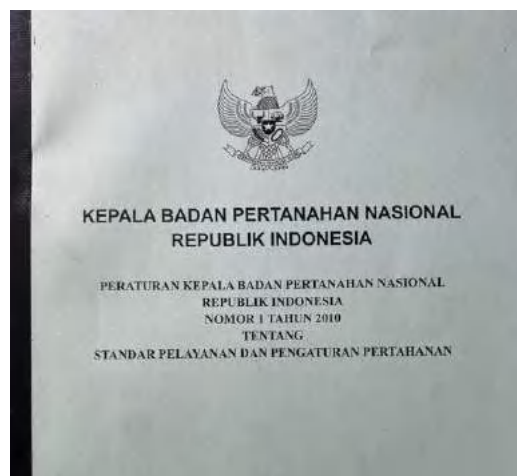 KEPALA BADAN PERTANAHAN NASIONAL
REPUBLIK INDONESIA
PERATURAN KEPALA BADAN PERTANAHAN NASIONAL
REPUBLIK INDONESIA
NOMOR 1 TAHUN 2010
TENTANG
STANDAR PELAYANAN DAN PENGATURAN PERTAHANAN